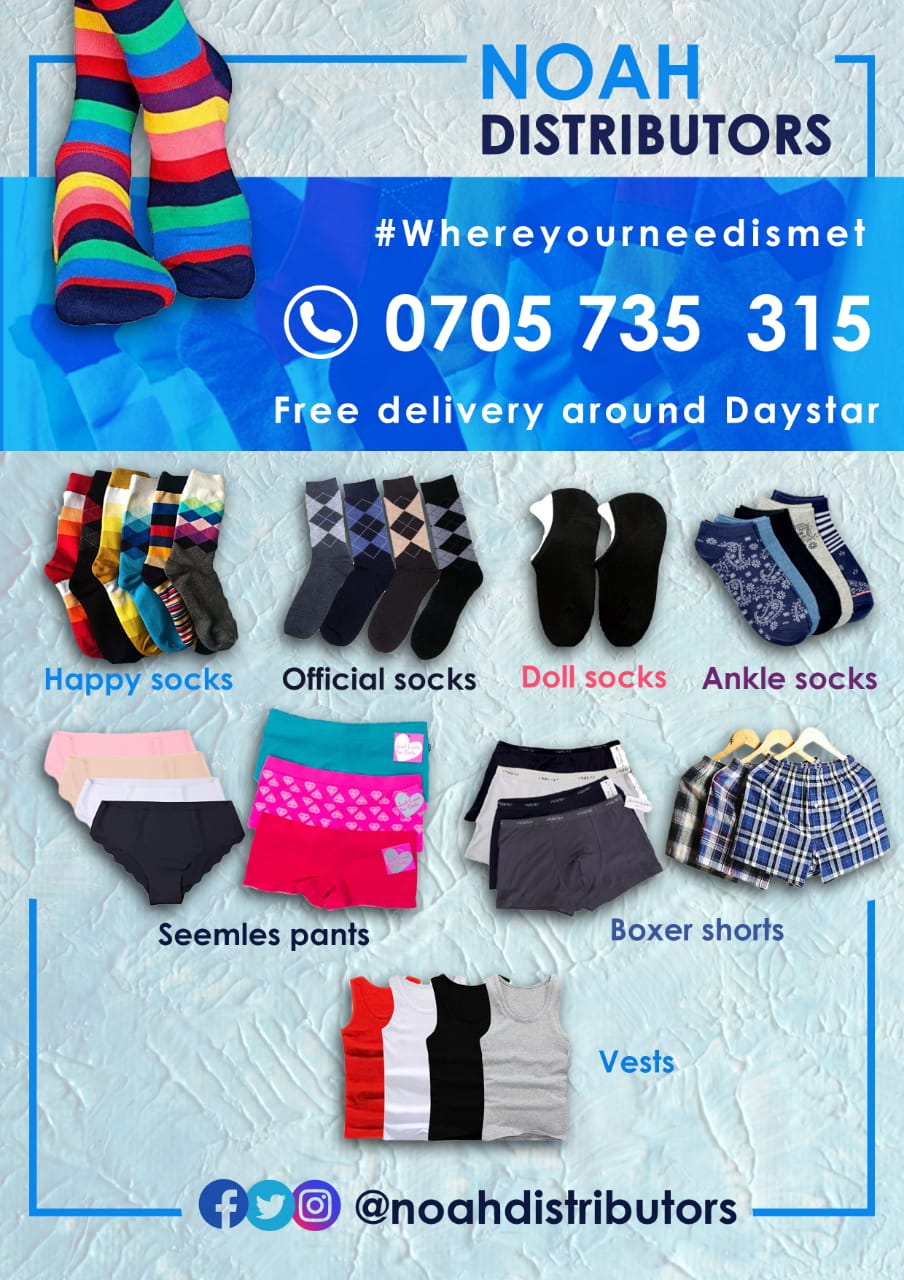 NOAH
DISTRIBUTORS
#Whereyourneedismet
0705 735 315
Free delivery around Daystar
Happy socks
Official socks
Doll socks
Ankle socks
Seemles pants
Boxer shorts
Vests
@noahdistributors